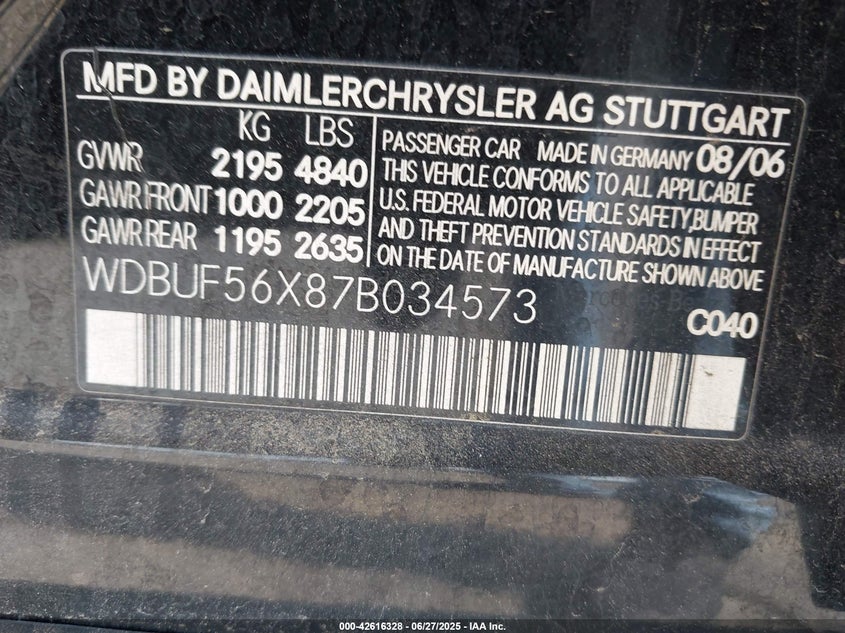 MFD BY DAIMLERCHRYSLER AG STUTTGART
KG LBS
GVWR 2195 4840
GAWR FRONT 1000 2205
GAWR REAR 1195 2635
PASSENGER CAR MADE IN GERMANY 08/06
THIS VEHICLE CONFORMS TO ALL APPLICABLE
U.S. FEDERAL MOTOR VEHICLE SAFETY,BUMPER
AND THEFT PREVENTION STANDARDS IN EFFECT
ON THE DATE OF MANUFACTURE SHOWN ABOVE
WDBUF56X87B034573
C040
000-42616328 | 06/27/2025 | IAA Inc.